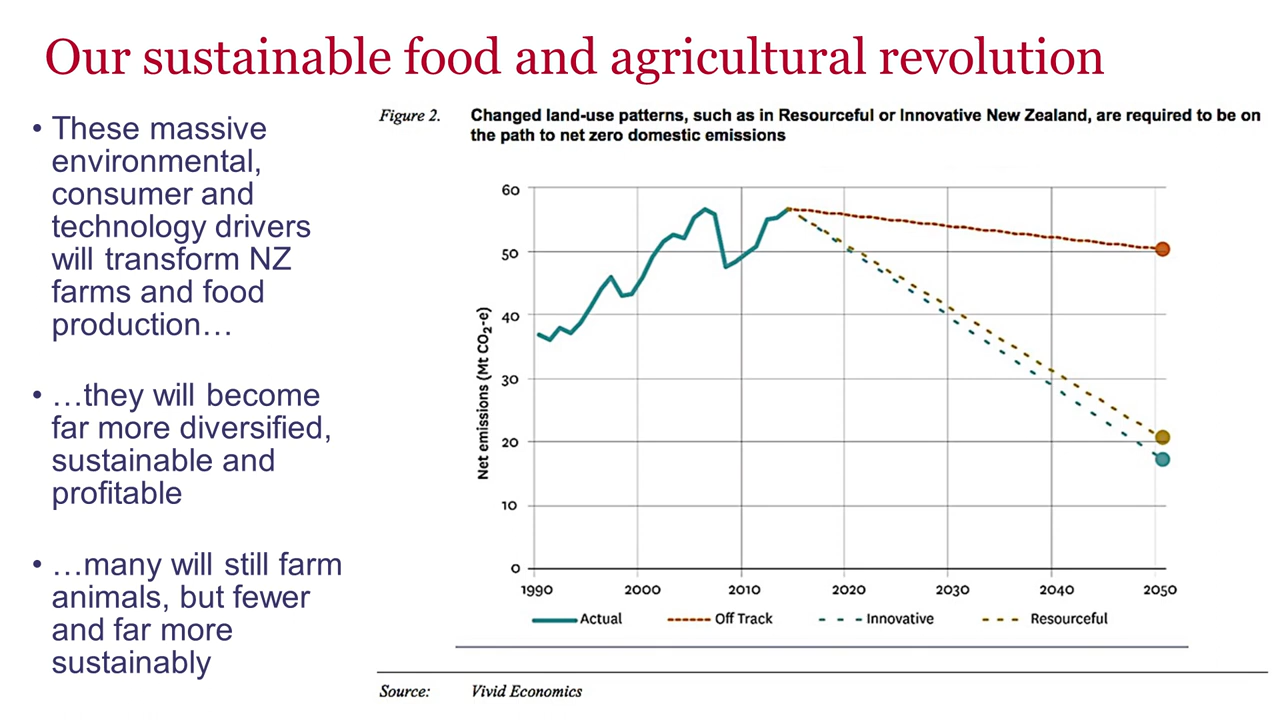 Our sustainable food and agricultural revolution
• These massive
environmental,
consumer and
technology drivers
will transform NZ
farms and food
production…
• …they will become
far more diversified,
sustainable and
profitable
• …many will still farm
animals, but fewer
and far more
sustainably
Figure 2. Changed land-use patterns, such as in Resourceful or Innovative New Zealand, are required to be on
the path to net zero domestic emissions
Net emissions (Mt CO₂-e)
60
50
40
30
20
10
0
1990 2000 2010 2020 2030 2040 2050
Actual Off Track Innovative Resourceful
Source: Vivid Economics